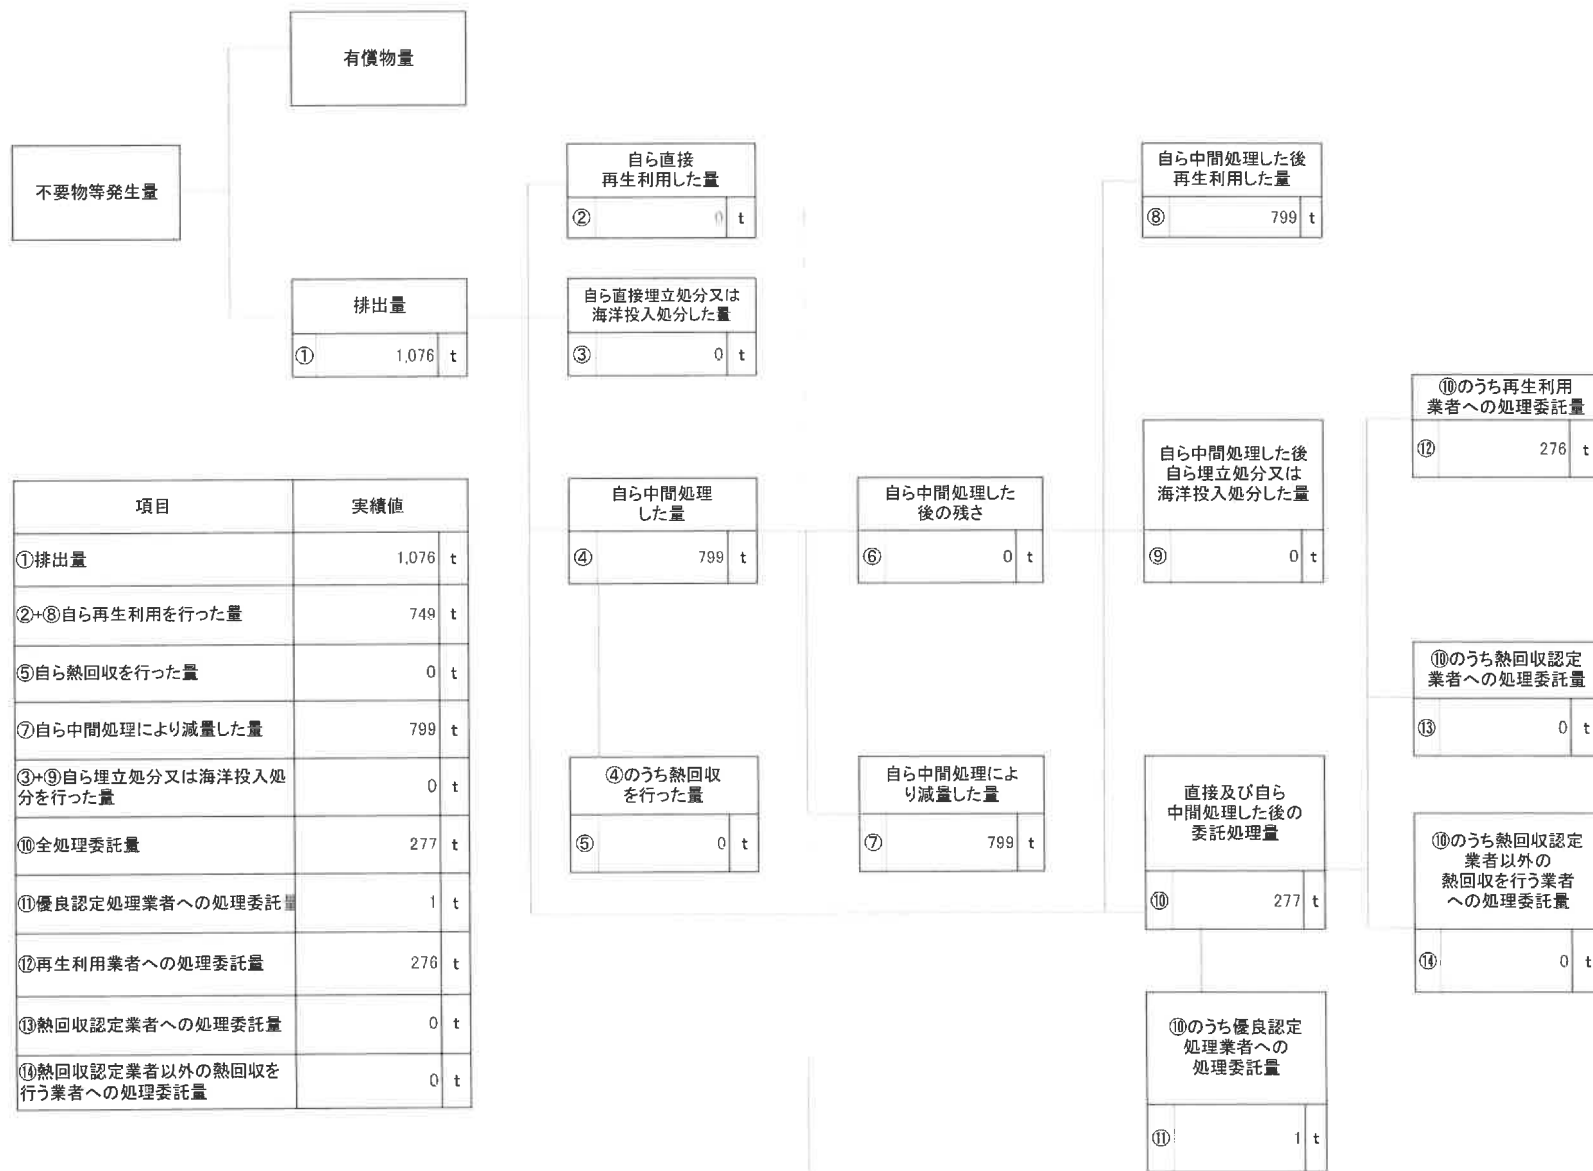 有償物量
不要物等発生量
自ら直接
再生利用した量
② 0 t
自ら中間処理した後
再生利用した量
⑧ 799 t
排出量
① 1,076 t
自ら直接埋立処分又は
海洋投入処分した量
③ 0 t
⑩のうち再生利用
業者への処理委託量
⑫ 276 t
自ら中間処理
した量
④ 799 t
自ら中間処理した
後の残さ
⑥ 0 t
自ら中間処理した後
自ら埋立処分又は
海洋投入処分した量
⑨ 0 t
⑩のうち熱回収認定
業者への処理委託量
⑬ 0 t
④のうち熱回収
を行った量
⑤ 0 t
自ら中間処理によ
り減量した量
⑦ 799 t
直接及び自ら
中間処理した後の
委託処理量
⑩ 277 t
⑩のうち熱回収認定
業者以外の
熱回収を行う業者
への処理委託量
⑭ 0 t
⑩のうち優良認定
処理業者への
処理委託量
⑪ 1 t
項目 実績値
①排出量 1,076 t
②+⑧自ら再生利用を行った量 749 t
⑤自ら熱回収を行った量 0 t
⑦自ら中間処理により減量した量 799 t
③+⑨自ら埋立処分又は海洋投入処
分を行った量 0 t
⑩全処理委託量 277 t
⑪優良認定処理業者への処理委託量 1 t
⑫再生利用業者への処理委託量 276 t
⑬熱回収認定業者への処理委託量 0 t
⑭熱回収認定業者以外の熱回収を
行う業者への処理委託量 0 t